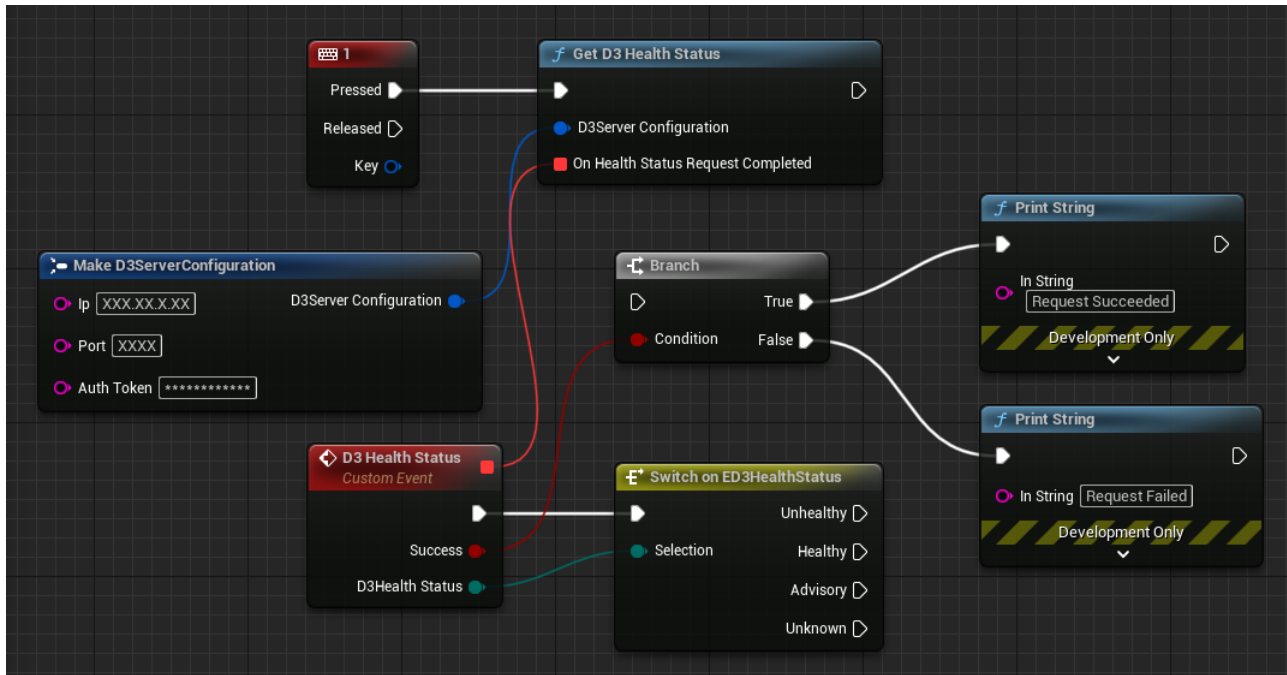 1
Pressed
Released
Key
f Get D3 Health Status
D3Server Configuration
On Health Status Request Completed
Make D3ServerConfiguration
Ip XXX.XX.X.XX
D3Server Configuration
Port XXXX
Auth Token ************
Branch
True
Condition
False
f Print String
In String
Request Succeeded
Development Only
f Print String
In String Request Failed
Development Only
D3 Health Status
Custom Event
Success
D3Health Status
Switch on ED3HealthStatus
Unhealthy
Selection
Healthy
Advisory
Unknown